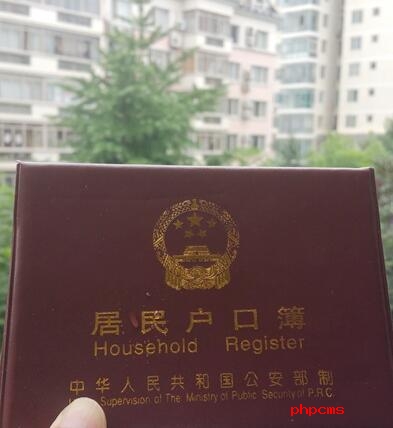 居民户口簿
Household Register
中华人民共和国公安部制
Supervision of The Ministry of Public Security of P.R.C.
phpcms